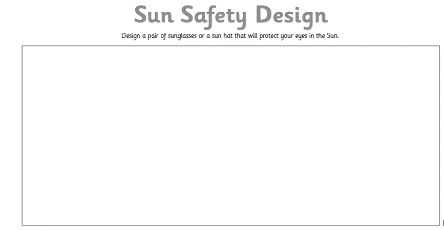 Sun Safety Design
Design a pair of sunglasses or a sun hat that will protect your eyes in the Sun.